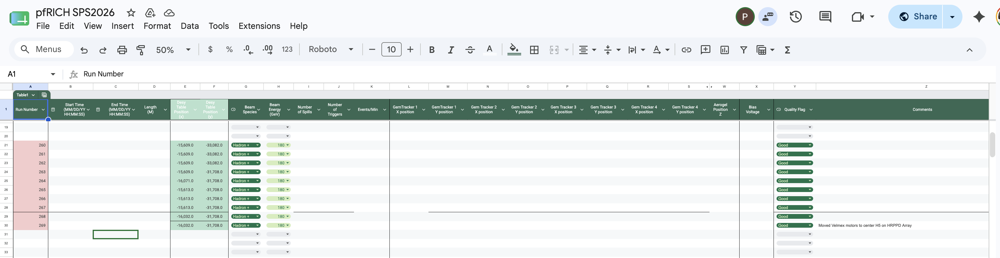 pfRICH SPS2026
P
Share
File Edit View Insert Format Data Tools Extensions Help
Menus 50% $ % .0 .00 123 Roboto 10 B I A A Σ
A1 fx Run Number
A B C D E F G H I J K L M N O P Q R S W X Y Z
Table1
1 Run Number Start Time (MM/DD/YY HH:MM:SS) End Time (MM/DD/YY HH:MM:SS) Length (M) Desy Table Position (x) Desy Table Position (y) Beam Species Beam Energy (GeV) Number of Spills Number of Triggers Events/Min GemTracker 1 X position GemTracker 1 Y position Gem Tracker 2 X position Gem Tracker 2 Y position Gem Tracker 3 X position Gem Tracker 3 Y position Gem Tracker 4 X position Gem Tracker 4 Y position Aerogel Position Z Bias Voltage Quality Flag Comments
19
20
21 260 -15,609.0 -33,082.0 Hadron + 180 Good
22 261 -15,609.0 -33,082.0 Hadron + 180 Good
23 262 -15,609.0 -33,082.0 Hadron + 180 Good
24 263 -15,609.0 -31,708.0 Hadron + 180 Good
25 264 -16,071.0 -31,708.0 Hadron + 180 Good
26 265 -15,613.0 -31,708.0 Hadron + 180 Good
27 266 -15,613.0 -31,708.0 Hadron + 180 Good
28 267 -15,613.0 -31,708.0 Hadron + 180 Good
29 268 -16,032.0 -31,708.0 Hadron + 180 Good
30 269 -16,032.0 -31,708.0 Hadron + 180 Good Moved Velmex motors to center H5 on HRPPD Array
31
32
33